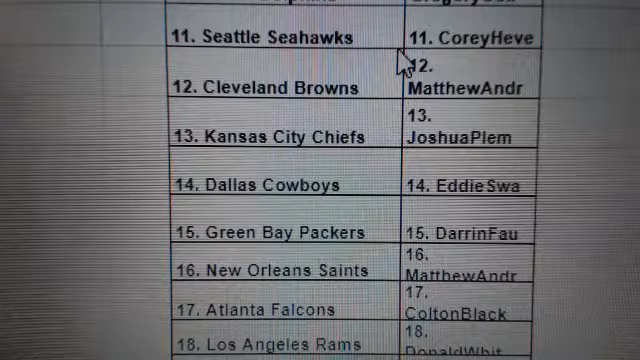 11. Seattle Seahawks
11. CoreyHeve
12. Cleveland Browns
12.
MatthewAndr
13. Kansas City Chiefs
13.
JoshuaPlem
14. Dallas Cowboys
14. EddieSwa
15. Green Bay Packers
15. DarrinFau
16. New Orleans Saints
16.
MatthewAndr
17. Atlanta Falcons
17.
ColtonBlack
18. Los Angeles Rams
18.
DonaldWhit